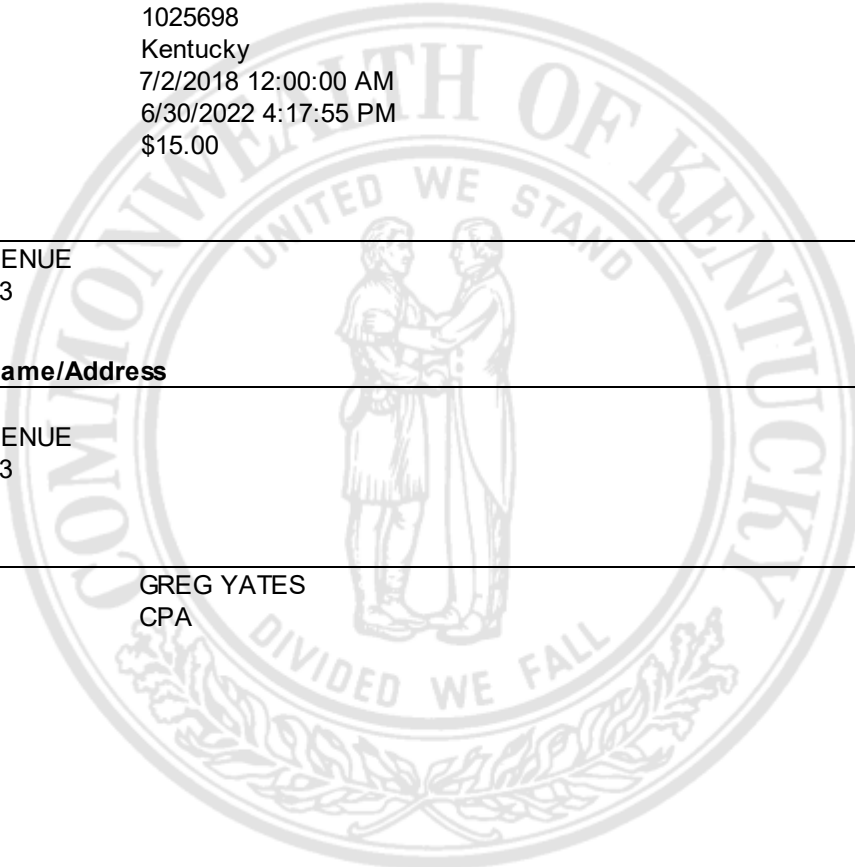 1025698
Kentucky
7/2/2018 12:00:00 AM
6/30/2022 4:17:55 PM
$15.00
ENUE
3
ame/Address
ENUE
3
GREG YATES
CPA
COMMONWEALTH OF KENTUCKY
UNITED WE STAND
DIVIDED WE FALL